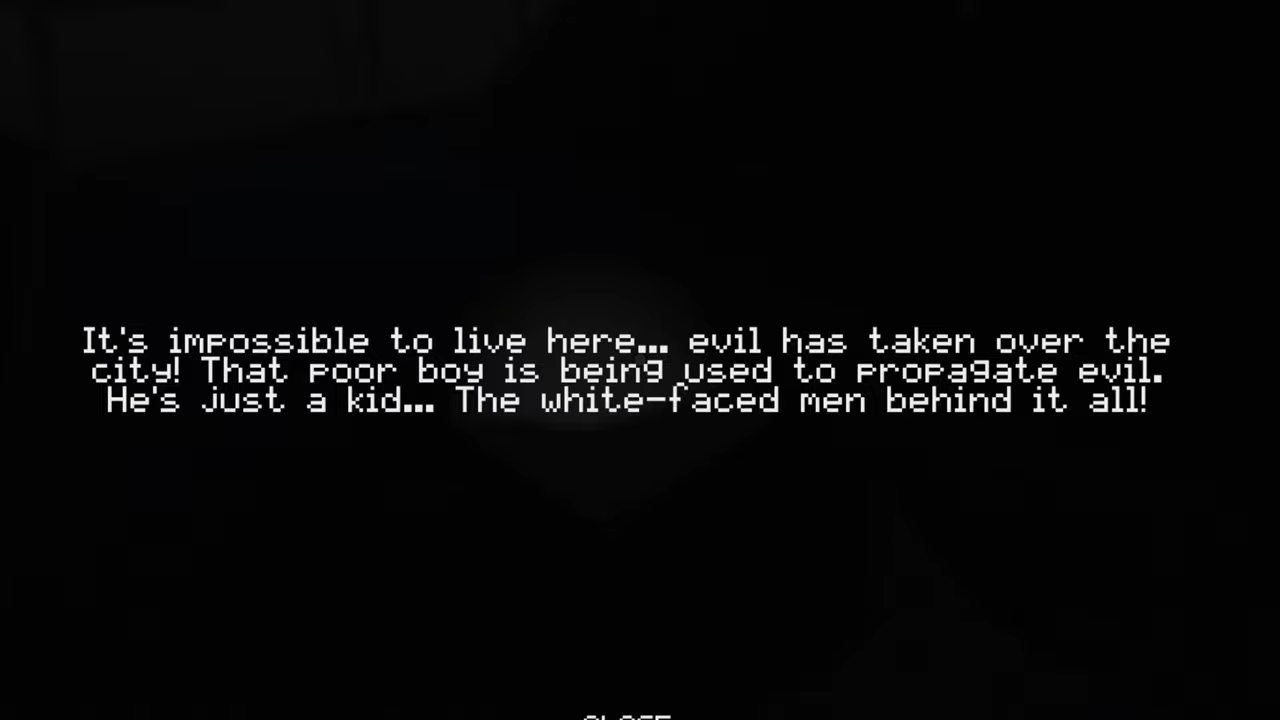 It's impossible to live here... evil has taken over the
city! That poor boy is being used to propagate evil.
He's just a kid... The white-faced men behind it all!